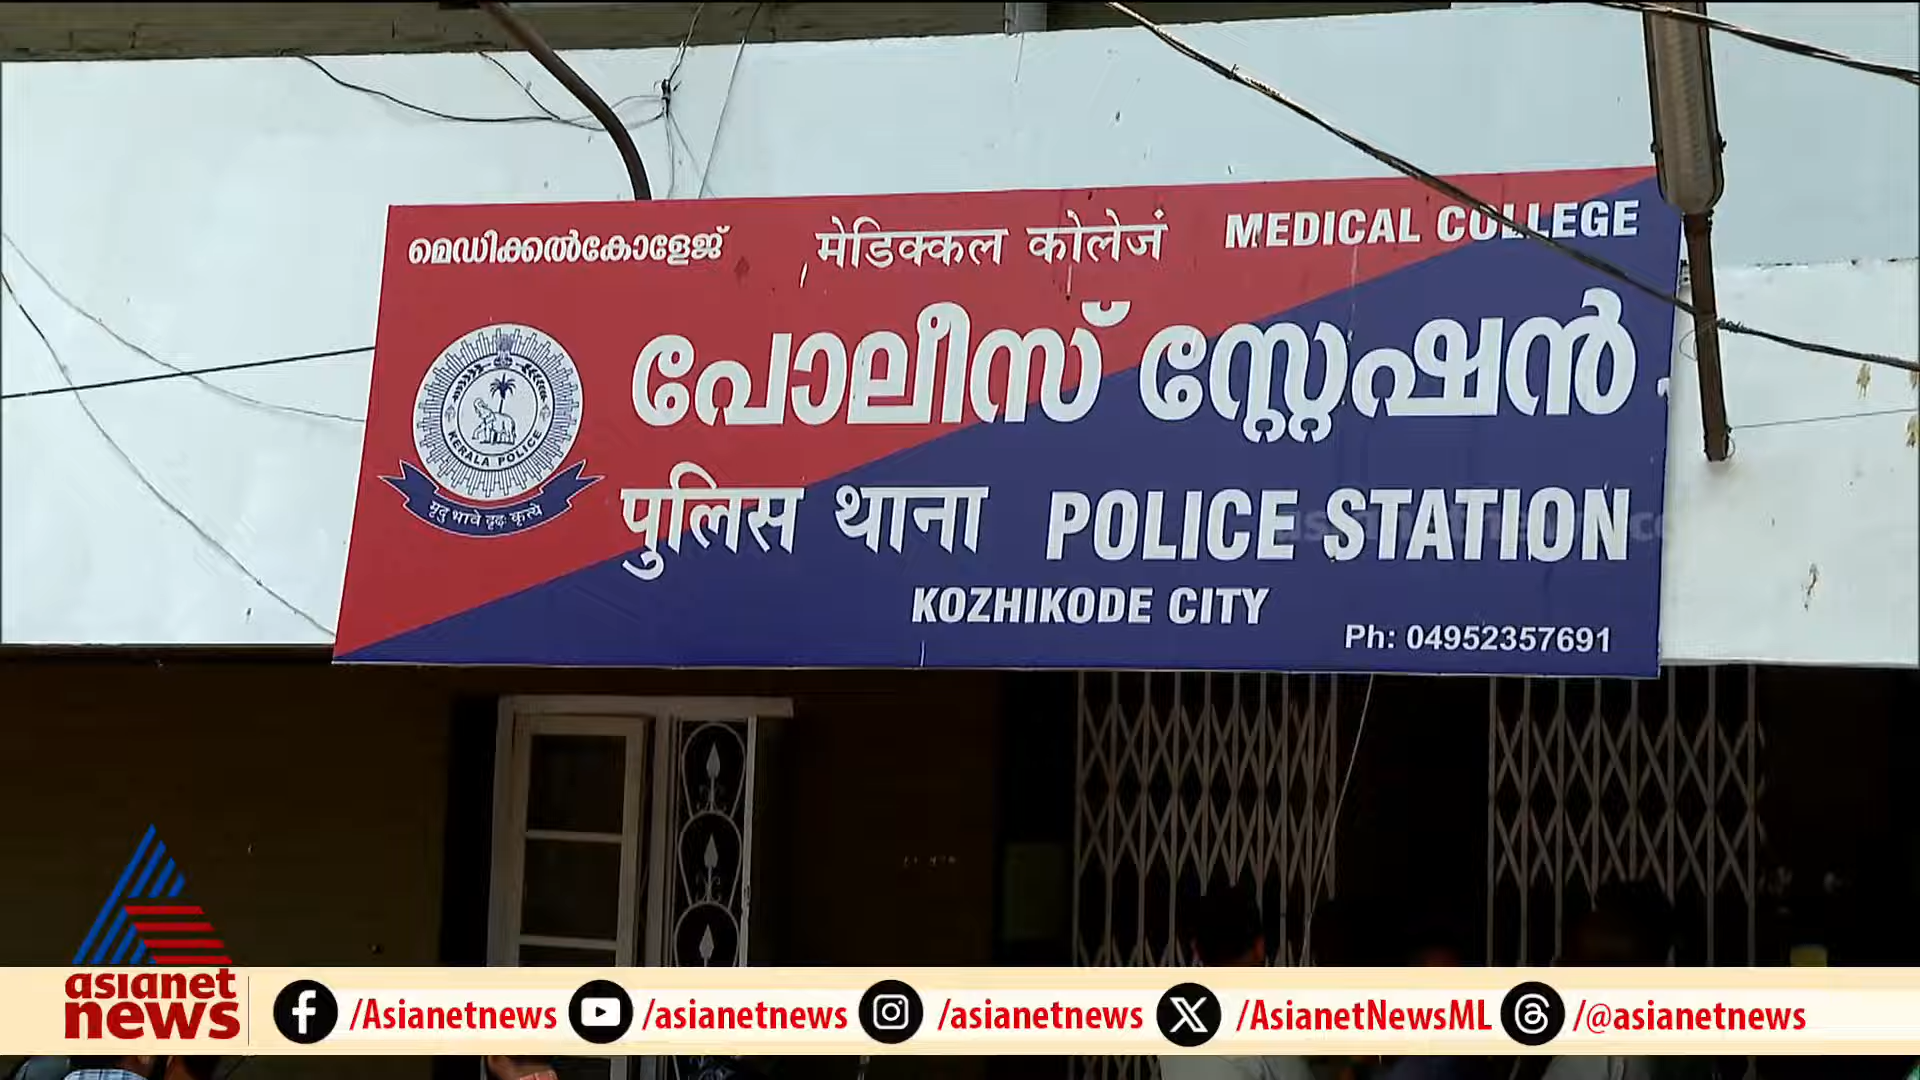 മെഡിക്കൽകോളേജ് मेडिक्कल कोलेजं MEDICAL COLLEGE
പോലീസ് സ്റ്റേഷൻ
पुलिस थाना POLICE STATION
KOZHIKODE CITY
Ph: 04952357691
KERALA POLICE
मृदु भावे दृढ कृत्ये
asianet
news
/Asianetnews /asianetnews /asianetnews /AsianetNewsML /@asianetnews